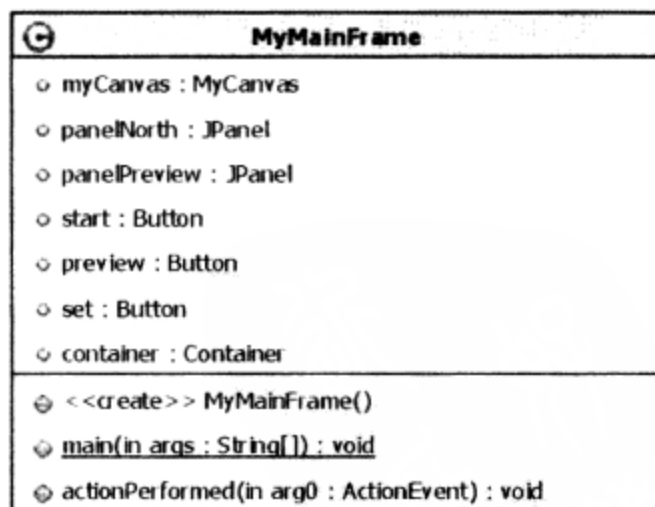 C MyMainFrame
myCanvas : MyCanvas
panelNorth : JPanel
panelPreview : JPanel
start : Button
preview : Button
set : Button
container : Container
<<create>> MyMainFrame()
main(in args : String[]) : void
actionPerformed(in arg0 : ActionEvent) : void